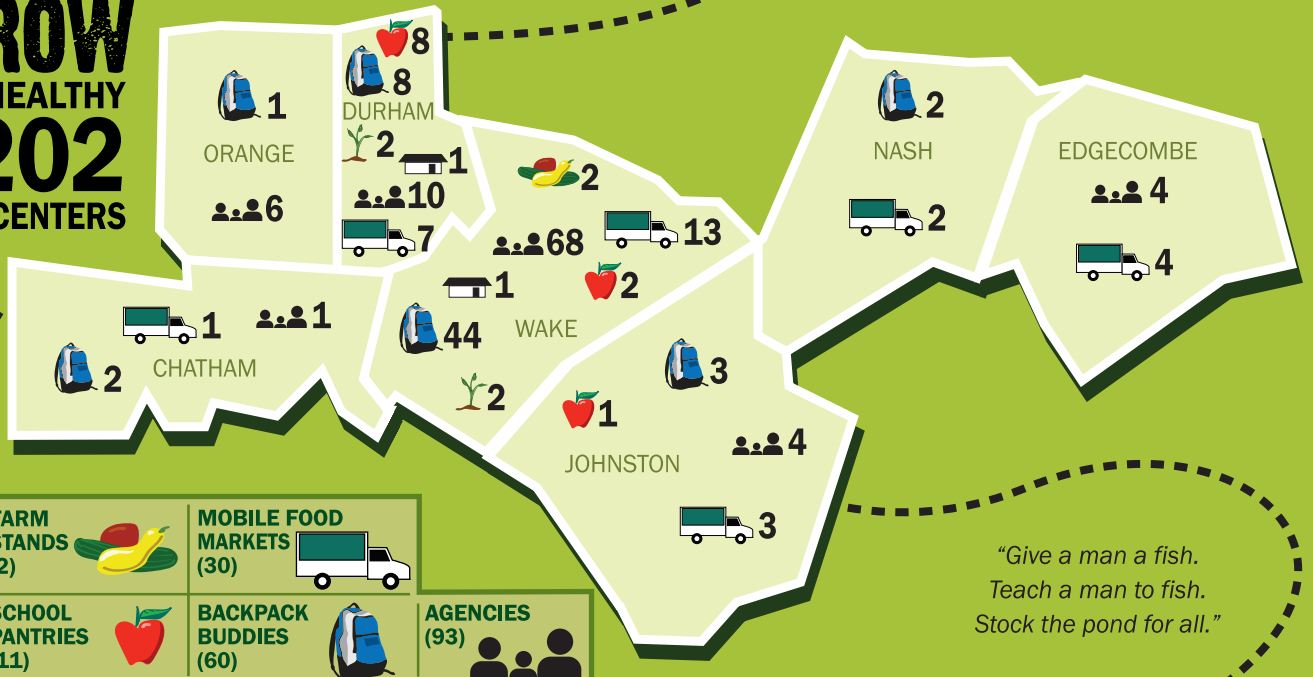 ROW
HEALTHY
202
CENTERS
8
8
DURHAM
2
1
10
7
1
ORANGE
6
2
13
68
1
2
44
WAKE
2
1
1
CHATHAM
2
2
NASH
2
EDGECOMBE
4
4
3
1
4
JOHNSTON
3
FARM
STANDS
2)
MOBILE FOOD
MARKETS
(30)
SCHOOL
PANTRIES
11)
BACKPACK
BUDDIES
(60)
AGENCIES
(93)
“Give a man a fish.
Teach a man to fish.
Stock the pond for all.”